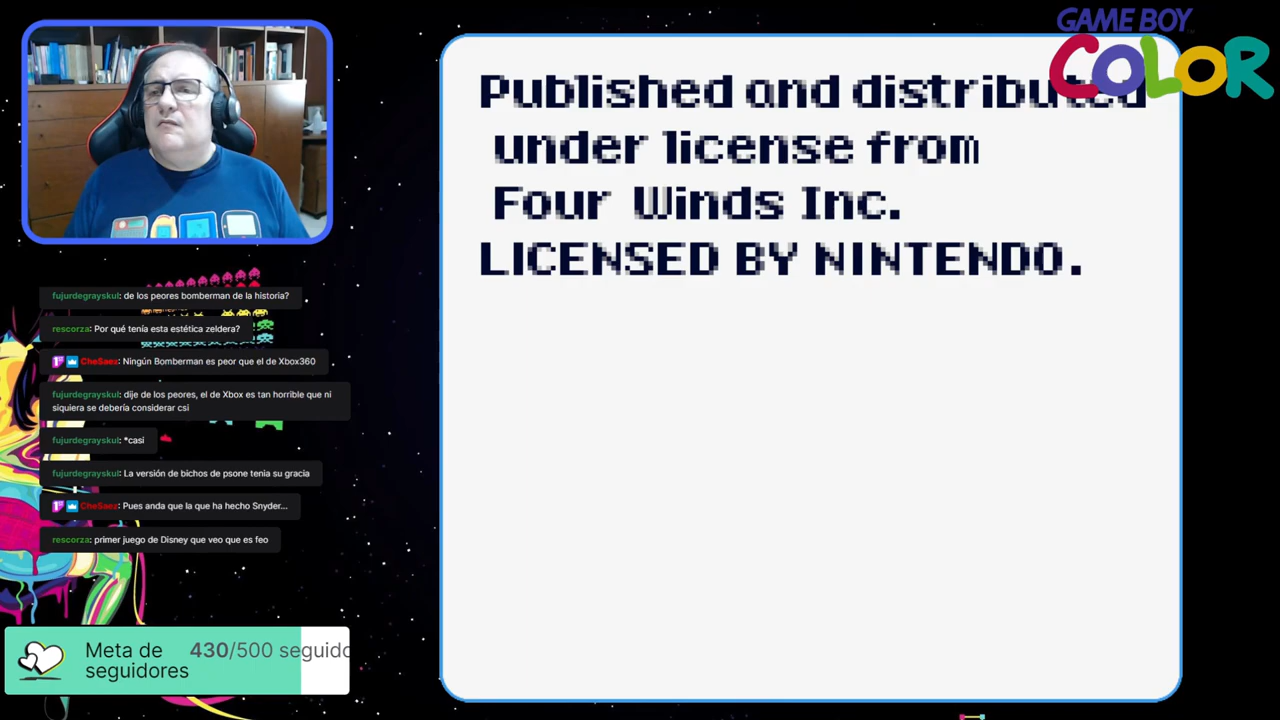 GAME BOY
COLOR
Published and distributed
under license from
Four Winds Inc.
LICENSED BY NINTENDO.
fujurdegrayskul: de los peores bomberman de la historia?
rescorza: Por qué tenía esta estética zeldera?
CheSaez: Ningún Bomberman es peor que el de Xbox360
fujurdegrayskul: dije de los peores, el de Xbox es tan horrible que ni
siquiera se debería considerar csi
fujurdegrayskul: *casi
fujurdegrayskul: La versión de bichos de psone tenia su gracia
CheSaez: Pues anda que la que ha hecho Snyder...
rescorza: primer juego de Disney que veo que es feo
Meta de
seguidores
430/500 seguido